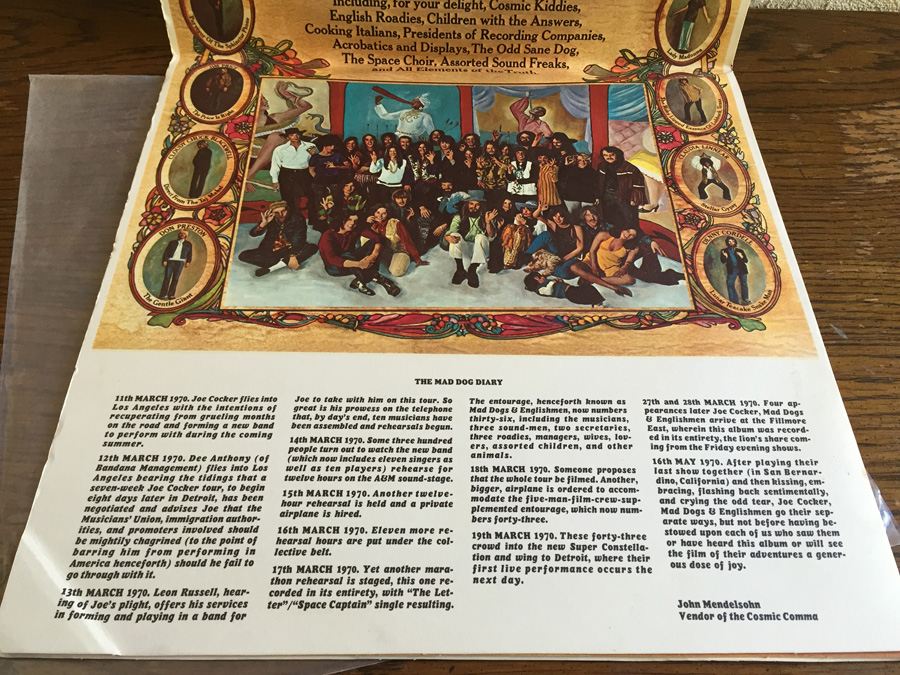 Including, for your delight, Cosmic Kiddies,
English Roadies, Children with the Answers,
Cooking Italians, Presidents of Recording Companies,
Acrobatics and Displays, The Odd Sane Dog,
The Space Choir, Assorted Sound Freaks,
and All Elements of the Truth.
DON PRESTON
The Gentle Giant
THE MAD DOG DIARY
11th MARCH 1970. Joe Cocker flies into
Los Angeles with the intentions of
recuperating from grueling months
on the road and forming a new band
to perform with during the coming
summer.
12th MARCH 1970. Dee Anthony (of
Bandana Management) flies into Los
Angeles bearing the tidings that a
seven-week Joe Cocker tour, to begin
eight days later in Detroit, has been
negotiated and advises Joe that the
Musicians' Union, immigration author-
ities, and promoters involved should
be mightily chagrined (to the point of
barring him from performing in
America henceforth) should he fail to
go through with it.
13th MARCH 1970. Leon Russell, hear-
ing of Joe's plight, offers his services
in forming and playing in a band for
Joe to take with him on this tour. So
great is his prowess on the telephone
that, by day's end, ten musicians have
been assembled and rehearsals begun.
14th MARCH 1970. Some three hundred
people turn out to watch the new band
(which now includes eleven singers as
well as ten players) rehearse for
twelve hours on the A&M sound-stage.
15th MARCH 1970. Another twelve-
hour rehearsal is held and a private
airplane is hired.
16th MARCH 1970. Eleven more re-
hearsal hours are put under the col-
lective belt.
17th MARCH 1970. Yet another mara-
thon rehearsal is staged, this one re-
corded in its entirety, with "The Let-
ter"/"Space Captain" single resulting.
The entourage, henceforth known as
Mad Dogs & Englishmen, now numbers
thirty-six, including the musicians,
three sound-men, two secretaries,
three roadies, managers, wives, lov-
ers, assorted children, and other
animals.
18th MARCH 1970. Someone proposes
that the whole tour be filmed. Another,
bigger, airplane is ordered to accom-
modate the five-man-film-crew-sup-
plemented entourage, which now num-
bers forty-three.
19th MARCH 1970. These forty-three
crowd into the new Super Constella-
tion and wing to Detroit, where their
first live performance occurs the
next day.
27th and 28th MARCH 1970. Four ap-
pearances later Joe Cocker, Mad Dogs
& Englishmen arrive at the Fillmore
East, wherein this album was record-
ed in its entirety, the lion's share com-
ing from the Friday evening shows.
16th MAY 1970. After playing their
last show together (in San Bernar-
dino, California) and then kissing, em-
bracing, flashing back sentimentally,
and crying the odd tear, Joe Cocker,
Mad Dogs & Englishmen go their sep-
arate ways, but not before having be-
stowed upon each of us who saw them
or have heard this album or will see
the film of their adventures a gener-
ous dose of joy.
John Mendelsohn
Vendor of the Cosmic Comma